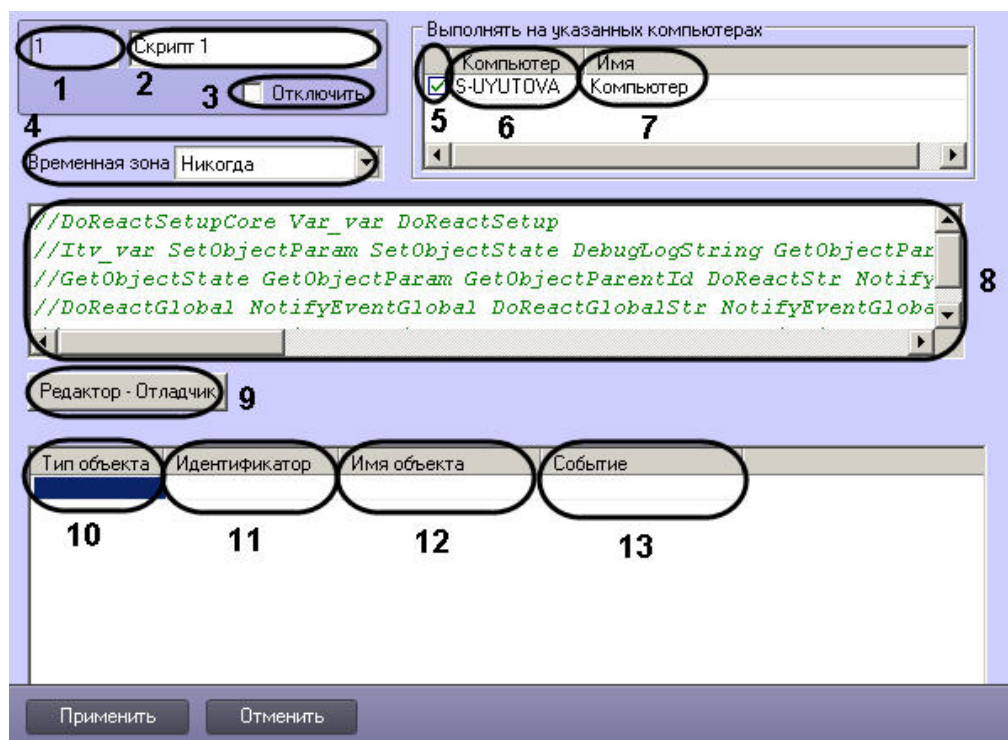 1 Скрипт 1
1 2 3 Отключить
4
Временная зона Никогда
Выполнять на указанных компьютерах
Компьютер Имя
S-UYUTOVA Компьютер
5 6 7
//DoReactSetupCore Var_var DoReactSetup
//Itv_var SetObjectParam SetObjectState DebugLogString GetObjectPar
//GetObjectState GetObjectParam GetObjectParentId DoReactStr Notify
//DoReactGlobal NotifyEventGlobal DoReactGlobalStr NotifyEventGloba
8
Редактор - Отладчик 9
Тип объекта Идентификатор Имя объекта Событие
10 11 12 13
Применить Отменить